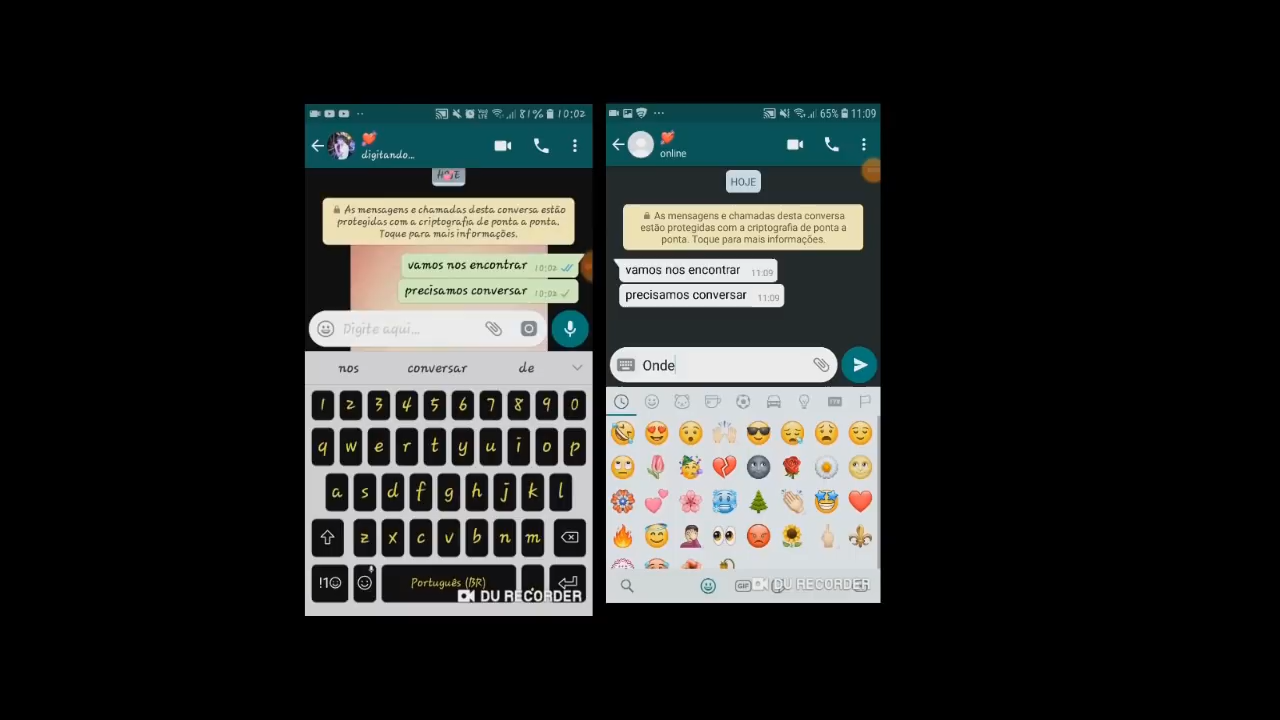 81% 10:02
digitando...
HOJE
As mensagens e chamadas desta conversa estão
protegidas com a criptografia de ponta a ponta.
Toque para mais informações.
vamos nos encontrar 10:02
precisamos conversar 10:02
Digite aqui...
nos conversar de
1 2 3 4 5 6 7 8 9 0
q w e r t y u i o p
a s d f g h j k l
z x c v b n m
!1 Português (BR) .
DU RECORDER
65% 11:09
online
HOJE
As mensagens e chamadas desta conversa
estão protegidas com a criptografia de ponta a
ponta. Toque para mais informações.
vamos nos encontrar 11:09
precisamos conversar 11:09
Onde
GIF DU RECORDER